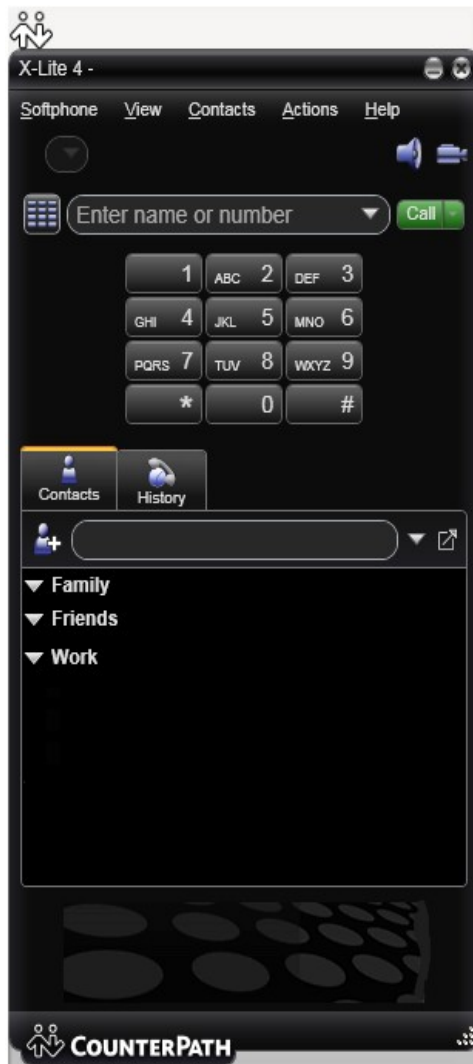 X-Lite 4 -
Softphone View Contacts Actions Help
Enter name or number Call
1 ABC 2 DEF 3
GHI 4 JKL 5 MNO 6
PQRS 7 TUV 8 WXYZ 9
* 0 #
Contacts History
Family
Friends
Work
COUNTERPATH